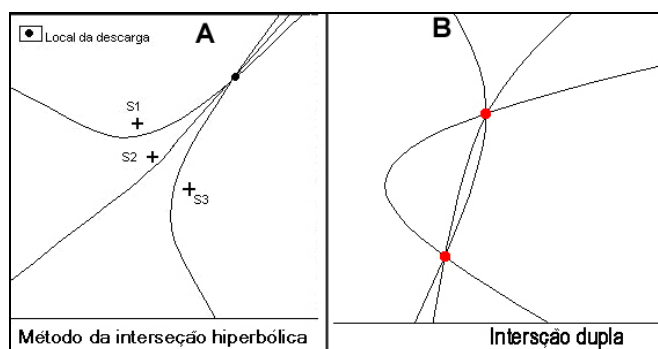 A
Local da descarga
S1
S2
S3
Método da interseção hiperbólica
B
Intersção dupla